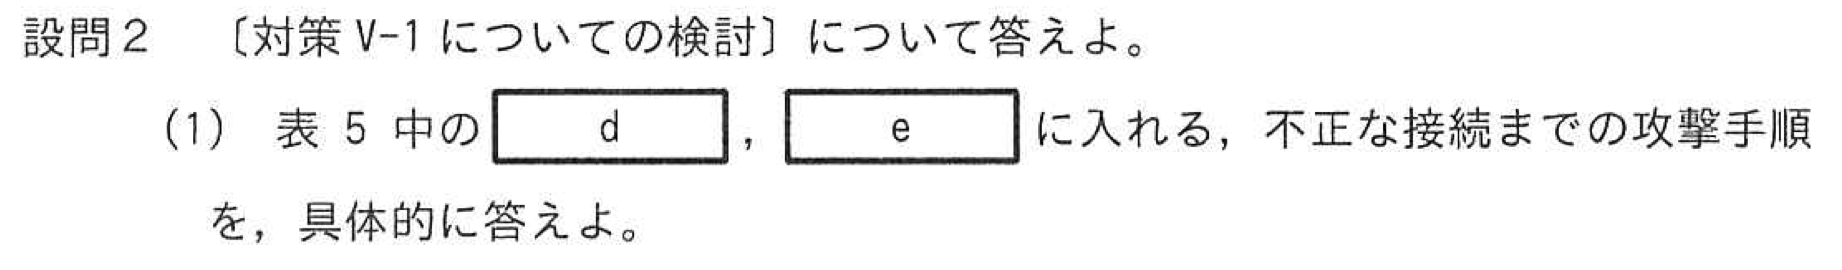 設問2 〔対策 V-1 についての検討〕について答えよ。
(1) 表 5 中の d ， e に入れる，不正な接続までの攻撃手順
を，具体的に答えよ。